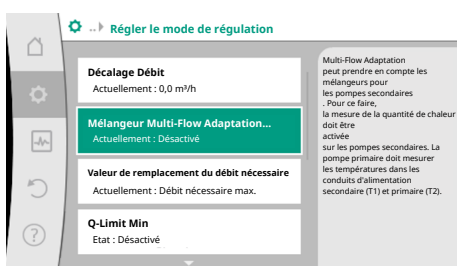 .. Régler le mode de régulation
Décalage Débit
Actuellement : 0,0 m³/h
Mélangeur Multi-Flow Adaptation...
Actuellement : Désactivé
Valeur de remplacement du débit nécessaire
Actuellement : Débit nécessaire max.
Q-Limit Min
Etat : Désactivé
Multi-Flow Adaptation
peut prendre en compte les
mélangeurs pour
les pompes secondaires
. Pour ce faire,
la mesure de la quantité de chaleur
doit être
activée
sur les pompes secondaires. La
pompe primaire doit mesurer
les températures dans les
conduits d'alimentation
secondaire (T1) et primaire (T2).